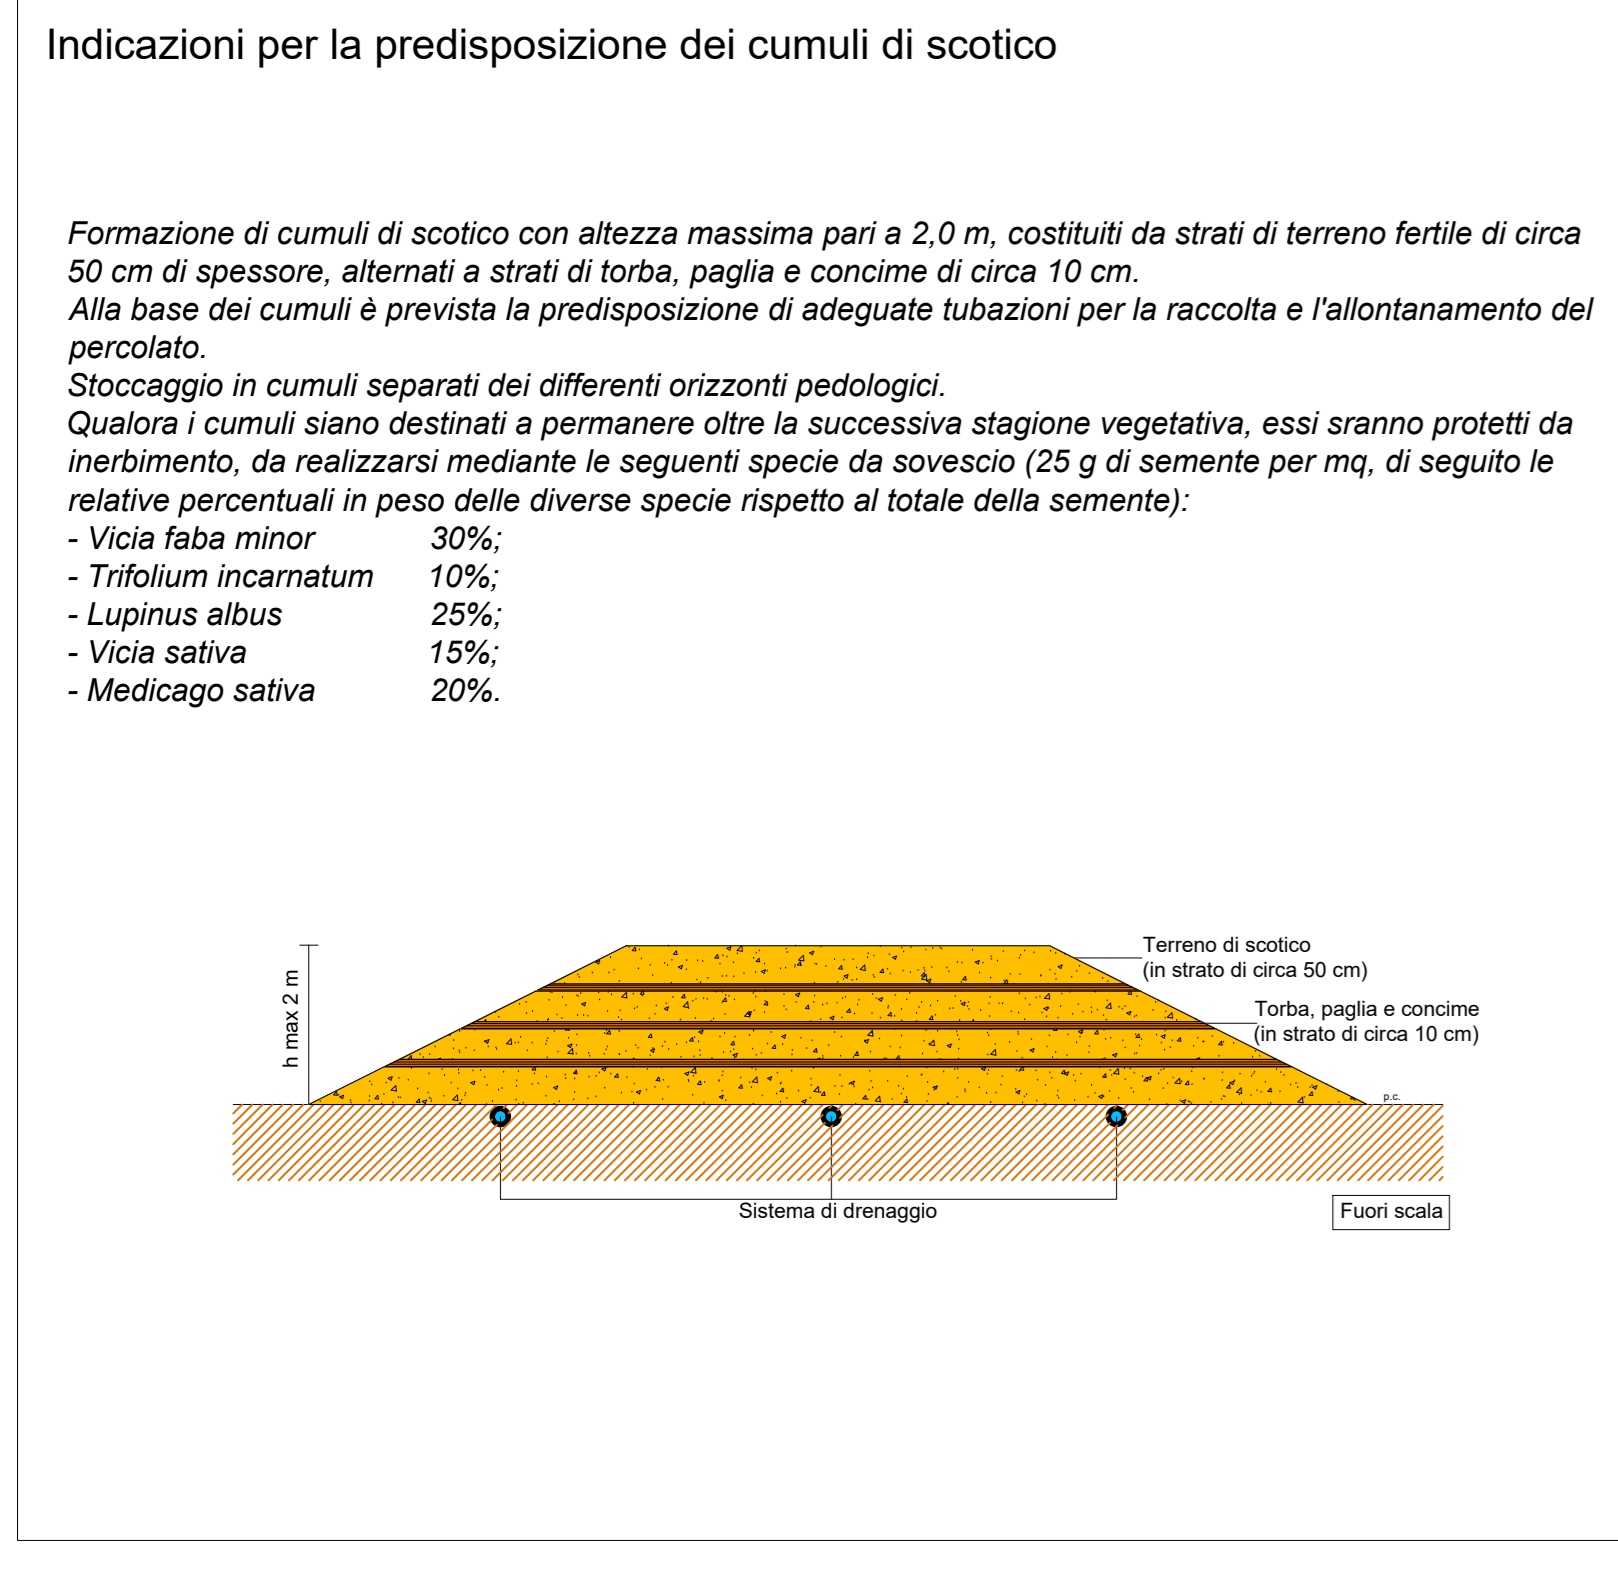 Indicazioni per la predisposizione dei cumuli di scotico
Formazione di cumuli di scotico con altezza massima pari a 2,0 m, costituiti da strati di terreno fertile di circa
50 cm di spessore, alternati a strati di torba, paglia e concime di circa 10 cm.
Alla base dei cumuli è prevista la predisposizione di adeguate tubazioni per la raccolta e l'allontanamento del
percolato.
Stoccaggio in cumuli separati dei differenti orizzonti pedologici.
Qualora i cumuli siano destinati a permanere oltre la successiva stagione vegetativa, essi sranno protetti da
inerbimento, da realizzarsi mediante le seguenti specie da sovescio (25 g di semente per mq, di seguito le
relative percentuali in peso delle diverse specie rispetto al totale della semente):
- Vicia faba minor 30%;
- Trifolium incarnatum 10%;
- Lupinus albus 25%;
- Vicia sativa 15%;
- Medicago sativa 20%.
h max 2 m
Terreno di scotico
(in strato di circa 50 cm)
Torba, paglia e concime
(in strato di circa 10 cm)
p.c.
Sistema di drenaggio
Fuori scala